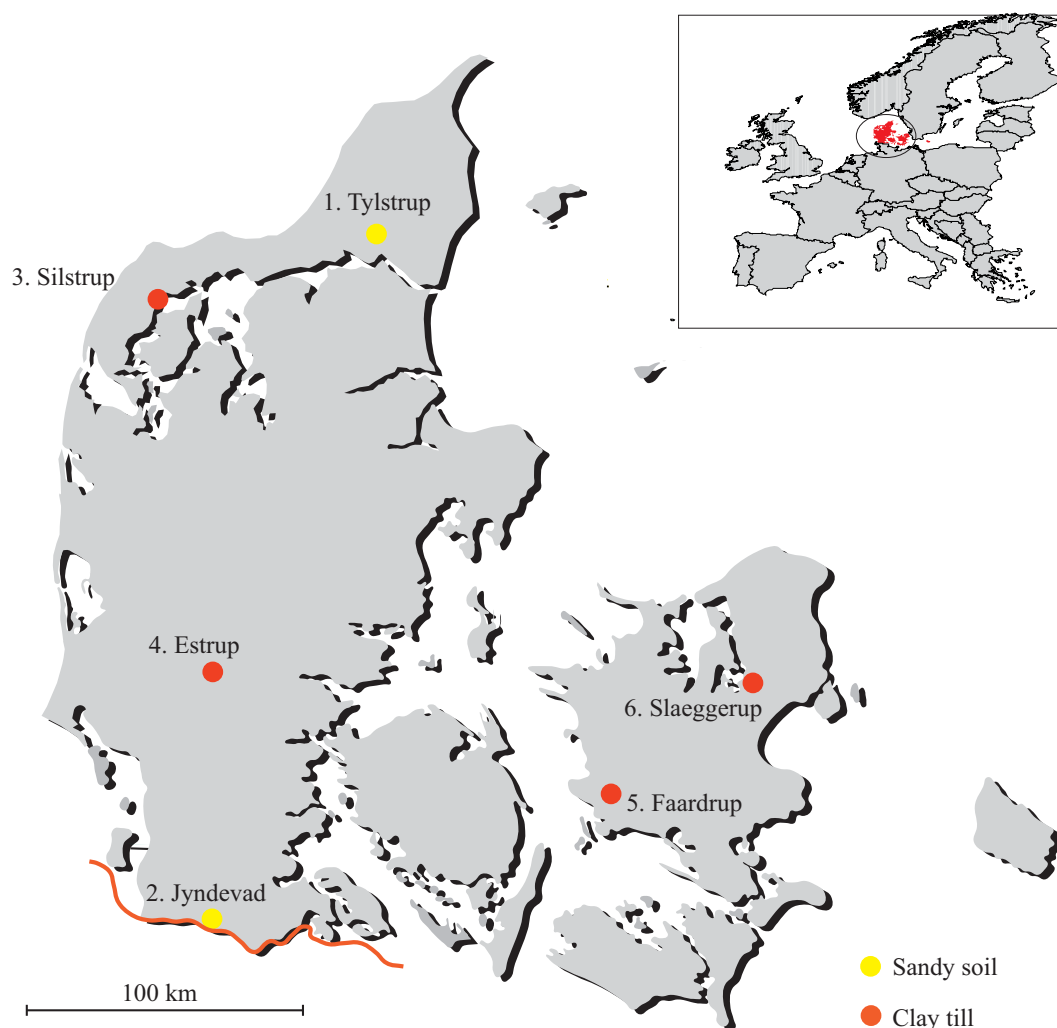 1. Tylstrup
3. Silstrup
4. Estrup
6. Slaeggerup
5. Faardrup
2. Jyndevad
Sandy soil
100 km
Clay till